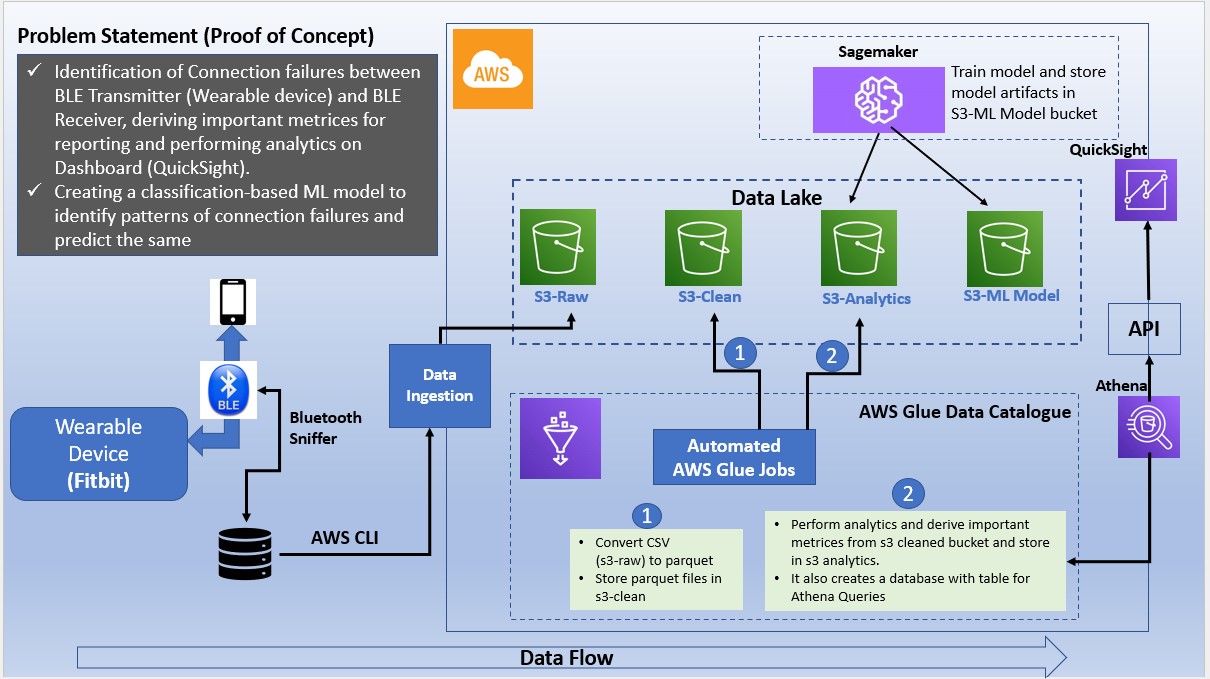 Problem Statement (Proof of Concept)
✓ Identification of Connection failures between
BLE Transmitter (Wearable device) and BLE
Receiver, deriving important metrices for
reporting and performing analytics on
Dashboard (QuickSight).
✓ Creating a classification-based ML model to
identify patterns of connection failures and
predict the same
AWS
Sagemaker
Train model and store
model artifacts in
S3-ML Model bucket
QuickSight
Data Lake
S3-Raw
S3-Clean
S3-Analytics
S3-ML Model
API
1
2
Data
Ingestion
BLE
Bluetooth
Sniffer
Wearable
Device
(Fitbit)
AWS CLI
Athena
AWS Glue Data Catalogue
Automated
AWS Glue Jobs
1
• Convert CSV
(s3-raw) to parquet
• Store parquet files in
s3-clean
2
• Perform analytics and derive important
metrices from s3 cleaned bucket and store
in s3 analytics.
• It also creates a database with table for
Athena Queries
Data Flow